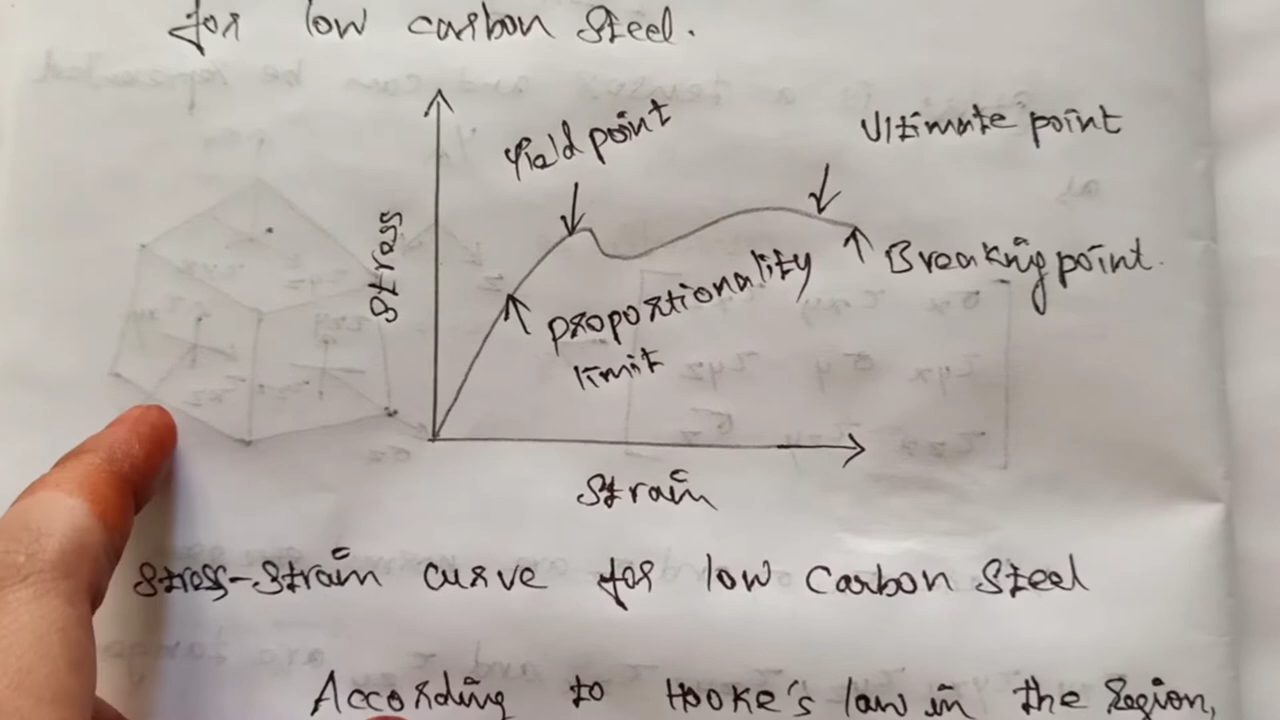 for low carbon Steel.
Yield point
Ultimate point
Stress
Breaking point.
proportionality
limit
Strain
Stress-Strain curve for low Carbon Steel
According to Hooke's law in the region,